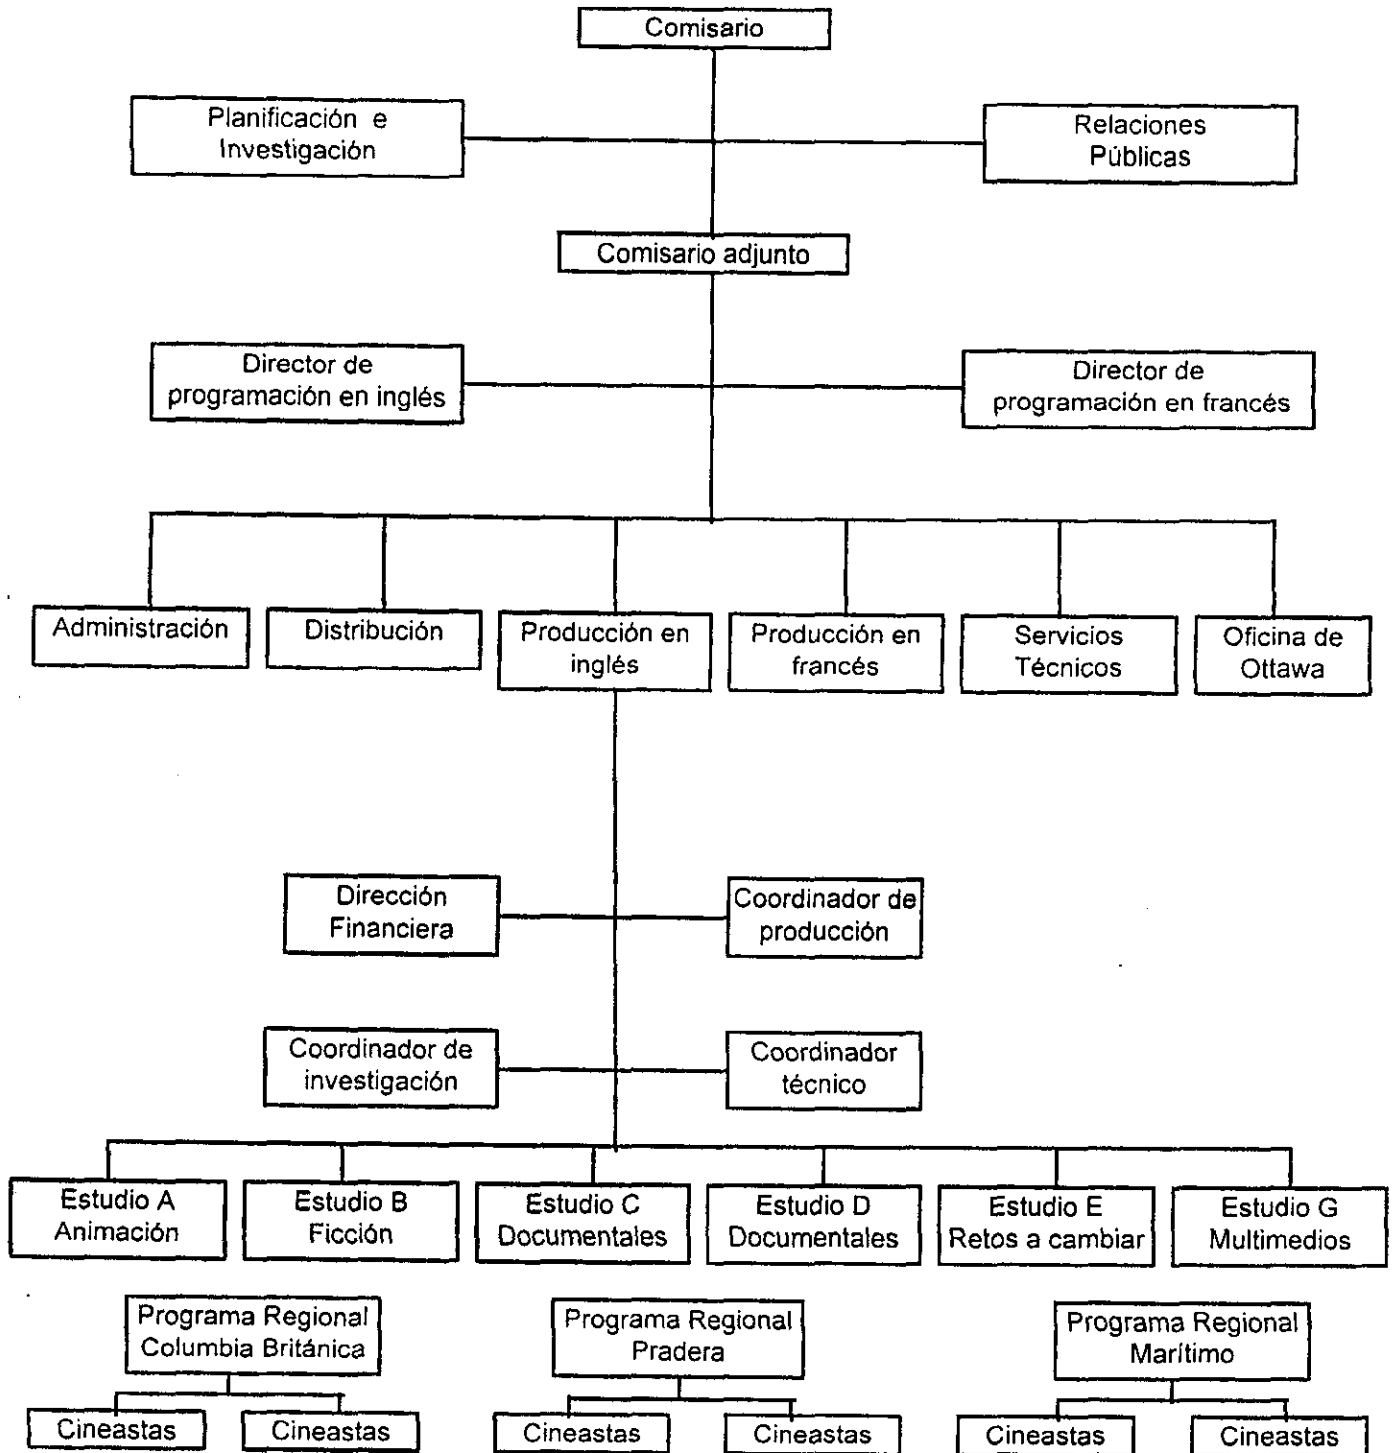 Comisario
Planificación e
Investigación
Relaciones
Públicas
Comisario adjunto
Director de
programación en inglés
Director de
programación en francés
Administración
Distribución
Producción en
inglés
Producción en
francés
Servicios
Técnicos
Oficina de
Ottawa
Dirección
Financiera
Coordinador de
producción
Coordinador de
investigación
Coordinador
técnico
Estudio A
Animación
Estudio B
Ficción
Estudio C
Documentales
Estudio D
Documentales
Estudio E
Retos a cambiar
Estudio G
Multimedios
Programa Regional
Columbia Británica
Programa Regional
Pradera
Programa Regional
Marítimo
Cineastas
Cineastas
Cineastas
Cineastas
Cineastas
Cineastas